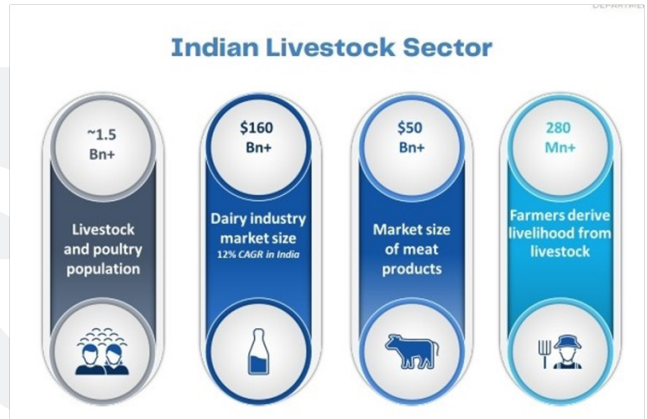 Indian Livestock Sector
~1.5
Bn+
Livestock
and poultry
population
$160
Bn+
Dairy industry
market size
12% CAGR in India
$50
Bn+
Market size
of meat
products
280
Mn+
Farmers derive
livelihood from
livestock